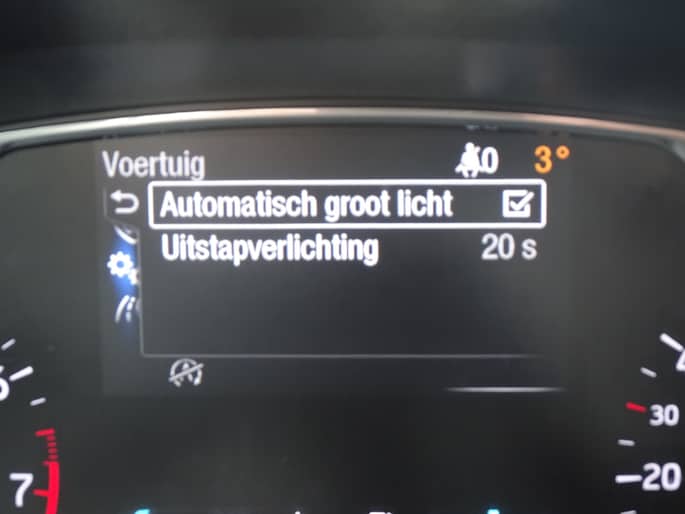 Voertuig 0 3°
Automatisch groot licht
Uitstapverlichting 20 s
30
7 20